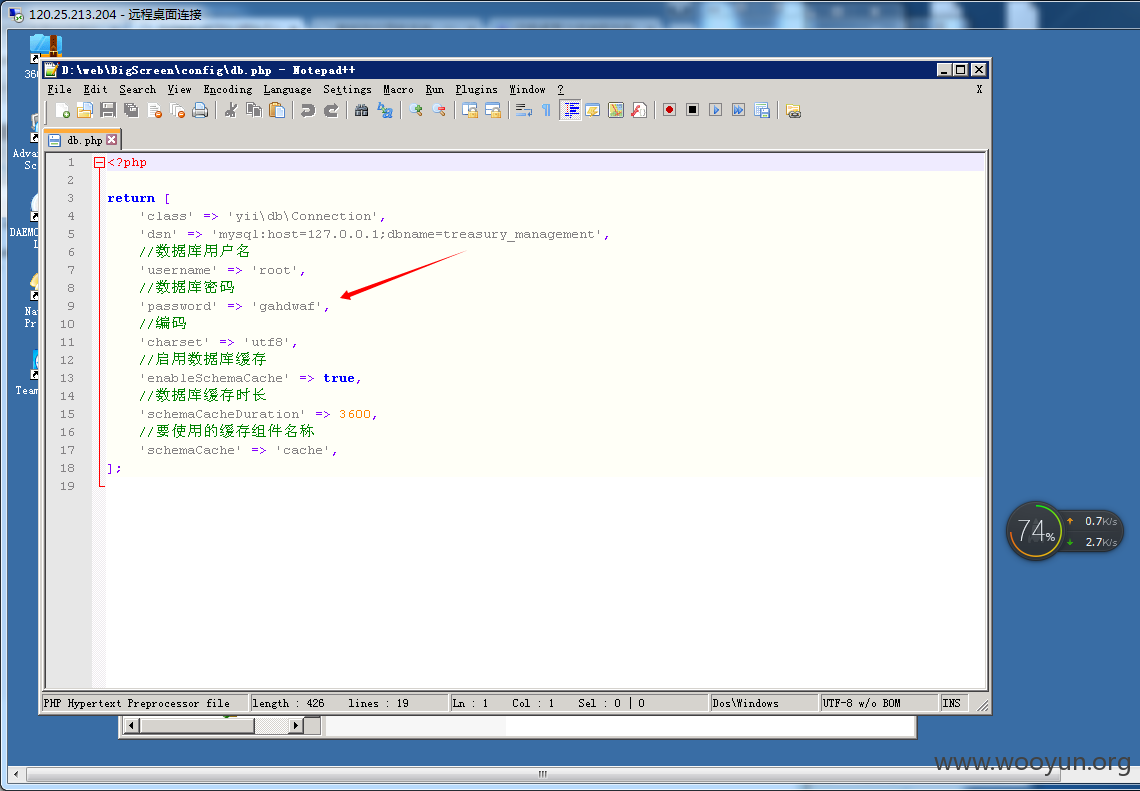 120.25.213.204 - 远程桌面连接
D:\web\BigScreen\config\db.php - Notepad++
File Edit Search View Encoding Language Settings Macro Run Plugins Window ? X
db.php
1 <?php
2
3 return [
4 'class' => 'yii\db\Connection',
5 'dsn' => 'mysql:host=127.0.0.1;dbname=treasury_management',
6 //数据库用户名
7 'username' => 'root',
8 //数据库密码
9 'password' => 'gahdwaf',
10 //编码
11 'charset' => 'utf8',
12 //启用数据库缓存
13 'enableSchemaCache' => true,
14 //数据库缓存时长
15 'schemaCacheDuration' => 3600,
16 //要使用的缓存组件名称
17 'schemaCache' => 'cache',
18 ];
19
36
Adva
Sc
DAEMO
L
Na
Pr
Team
74%
0.7K/s
2.7K/s
PHP Hypertext Preprocessor file length : 426 lines : 19 Ln : 1 Col : 1 Sel : 0 | 0 Dos\Windows UTF-8 w/o BOM INS
www.wooyun.org